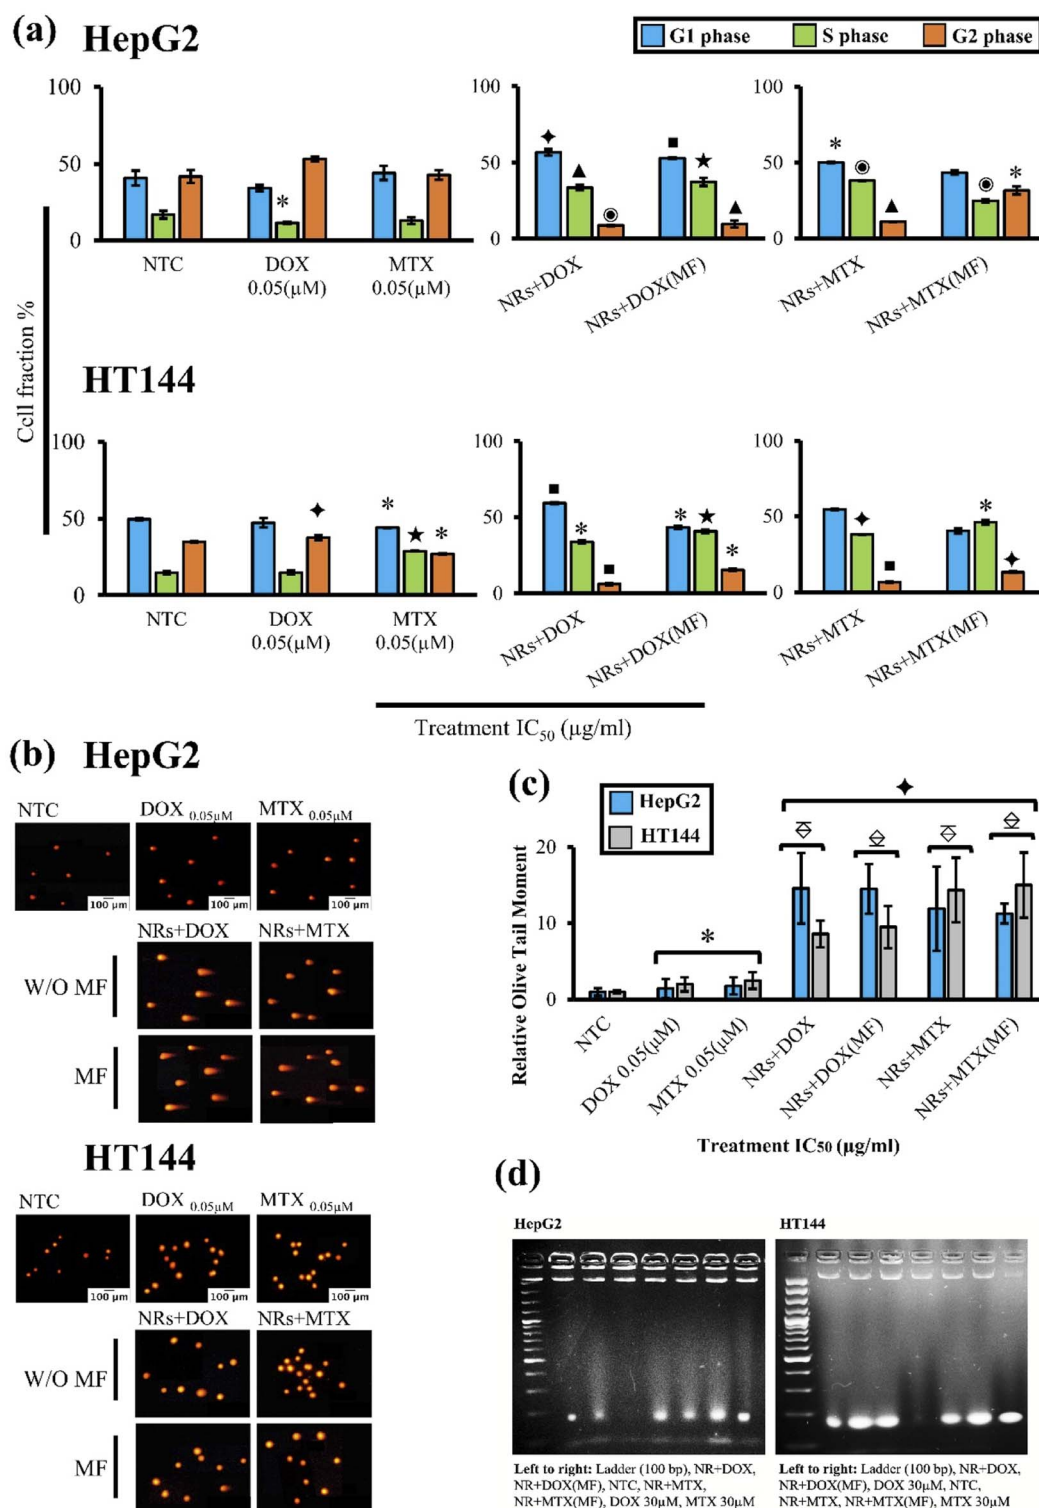 (a) HepG2
G1 phase S phase G2 phase
100
50
0
NTC
DOX
0.05(µM)
MTX
0.05(µM)
100
50
0
NRs+DOX
NRs+DOX(MF)
100
50
0
NRs+MTX
NRs+MTX(MF)
Cell fraction %
HT144
100
50
0
NTC
DOX
0.05(µM)
MTX
0.05(µM)
100
50
0
NRs+DOX
NRs+DOX(MF)
100
50
0
NRs+MTX
NRs+MTX(MF)
Treatment IC50 (µg/ml)
(b) HepG2
NTC DOX 0.05µM MTX 0.05µM
100 µm 100 µm 100 µm
NRs+DOX NRs+MTX
W/O MF
MF
HT144
NTC DOX 0.05µM MTX 0.05µM
100 µm 100 µm 100 µm
NRs+DOX NRs+MTX
W/O MF
MF
(c)
HepG2
HT144
Relative Olive Tail Moment
20
10
0
NTC
DOX 0.05(µM)
MTX 0.05(µM)
NRs+DOX
NRs+DOX(MF)
NRs+MTX
NRs+MTX(MF)
Treatment IC50 (µg/ml)
(d)
HepG2
Left to right: Ladder (100 bp), NR+DOX,
NR+DOX(MF), NTC, NR+MTX,
NR+MTX(MF), DOX 30µM, MTX 30µM
HT144
Left to right: Ladder (100 bp), NR+DOX,
NR+DOX(MF), DOX 30µM, NTC,
NR+MTX, NR+MTX(MF), MTX 30µM